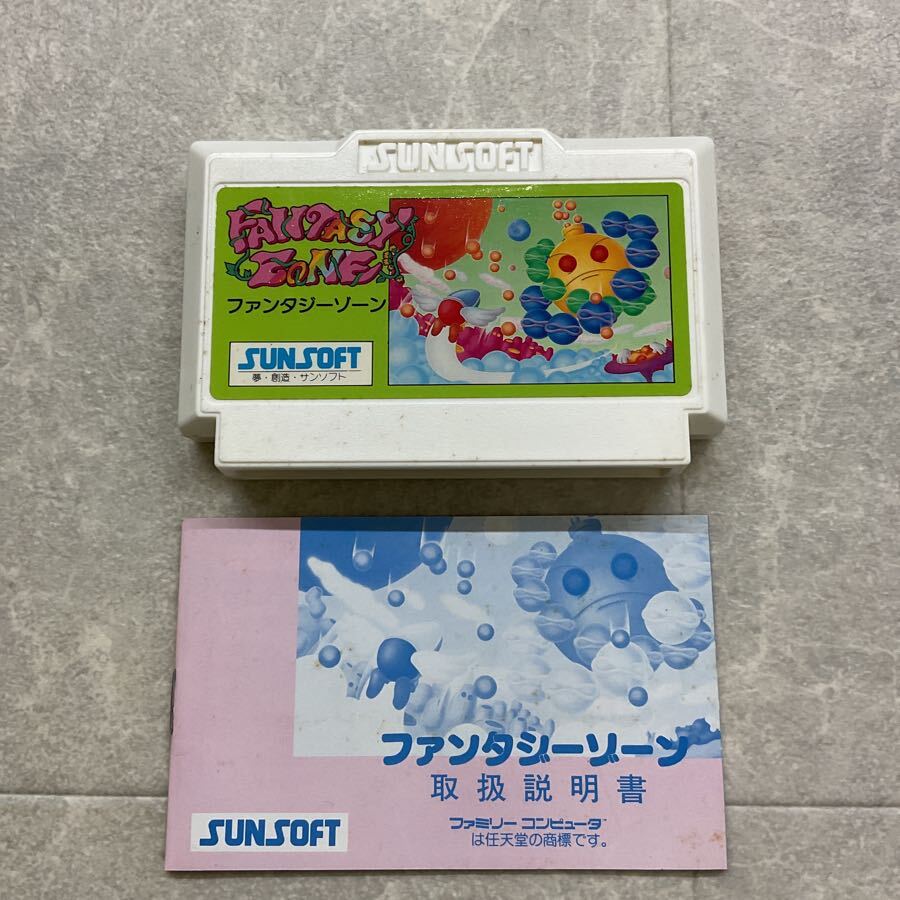 SUNSOFT
FANTASY
ZONE
ファンタジーゾーン
SUNSOFT
夢・創造・サンソフト
ファンタジーゾーン
取扱説明書
SUNSOFT
ファミリー コンピュータ™
は任天堂の商標です。